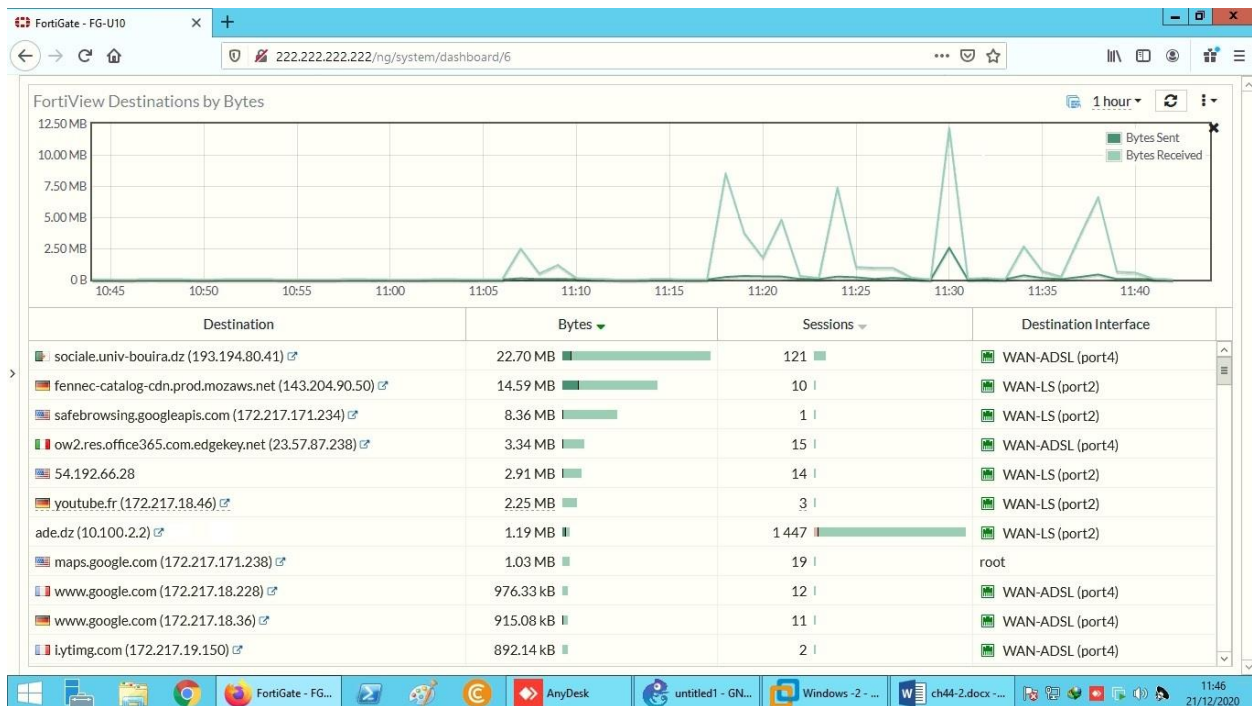 FortiGate - FG-U10
222.222.222.222/ng/system/dashboard/6
FortiView Destinations by Bytes
1 hour
12.50 MB
10.00 MB
7.50 MB
5.00 MB
2.50 MB
0 B
Bytes Sent
Bytes Received
10:45 10:50 10:55 11:00 11:05 11:10 11:15 11:20 11:25 11:30 11:35 11:40
Destination Bytes Sessions Destination Interface
sociale.univ-bouira.dz (193.194.80.41) 22.70 MB 121 WAN-ADSL (port4)
fennec-catalog-cdn.prod.mozaws.net (143.204.90.50) 14.59 MB 10 WAN-LS (port2)
safebrowsing.googleapis.com (172.217.171.234) 8.36 MB 1 WAN-LS (port2)
ow2.res.office365.com.edgekey.net (23.57.87.238) 3.34 MB 15 WAN-ADSL (port4)
54.192.66.28 2.91 MB 14 WAN-LS (port2)
youtube.fr (172.217.18.46) 2.25 MB 3 WAN-LS (port2)
ade.dz (10.100.2.2) 1.19 MB 1 447 WAN-LS (port2)
maps.google.com (172.217.171.238) 1.03 MB 19 root
www.google.com (172.217.18.228) 976.33 kB 12 WAN-ADSL (port4)
www.google.com (172.217.18.36) 915.08 kB 11 WAN-ADSL (port4)
i.ytimg.com (172.217.19.150) 892.14 kB 2 WAN-ADSL (port4)
FortiGate - FG... AnyDesk untitled1 - GN... Windows -2 - ... ch44-2.docx -... 11:46
21/12/2020